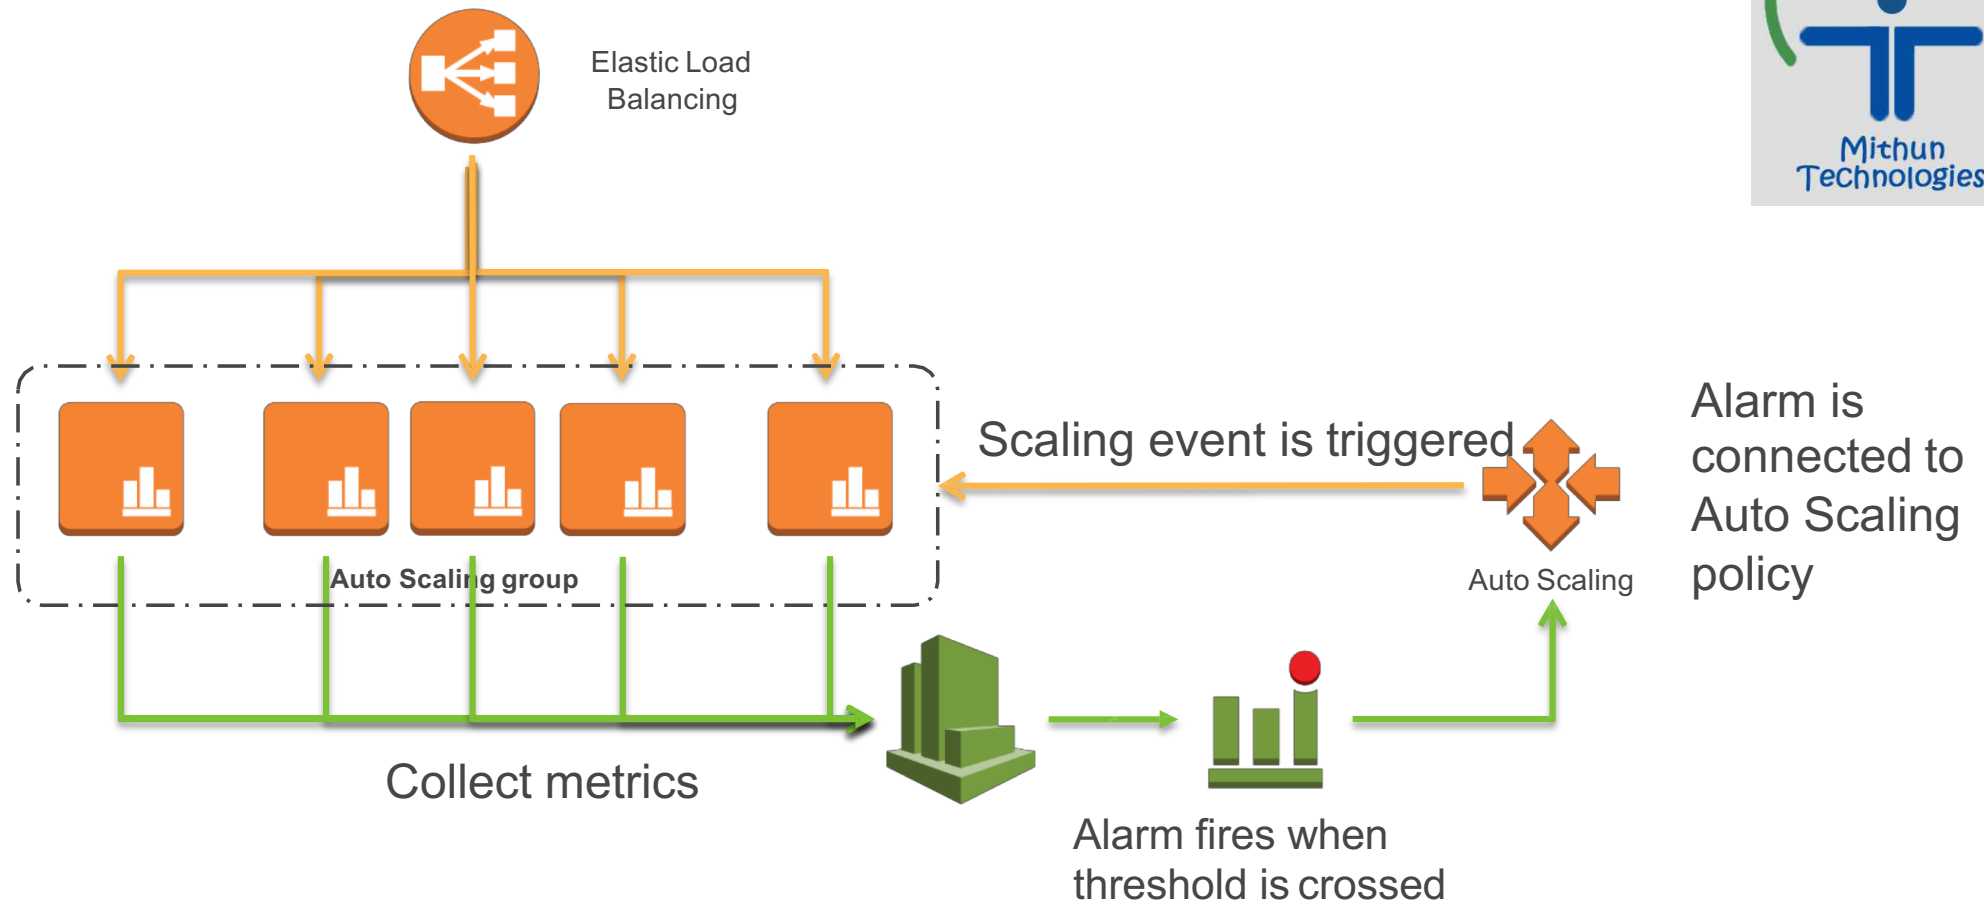 Elastic Load
Balancing
Mithun
Technologies
Scaling event is triggered
Alarm is
connected to
Auto Scaling
policy
Auto Scaling group
Auto Scaling
Collect metrics
Alarm fires when
threshold is crossed